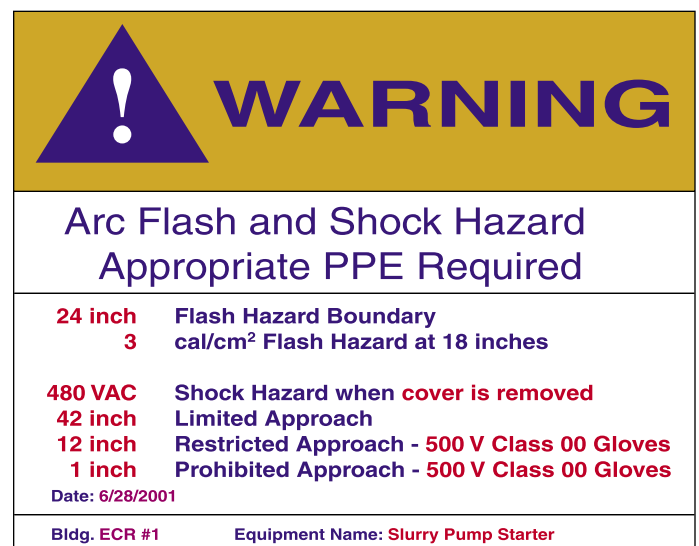 WARNING
Arc Flash and Shock Hazard
Appropriate PPE Required
24 inch Flash Hazard Boundary
3 cal/cm² Flash Hazard at 18 inches
480 VAC Shock Hazard when cover is removed
42 inch Limited Approach
12 inch Restricted Approach - 500 V Class 00 Gloves
1 inch Prohibited Approach - 500 V Class 00 Gloves
Date: 6/28/2001
Bldg. ECR #1 Equipment Name: Slurry Pump Starter